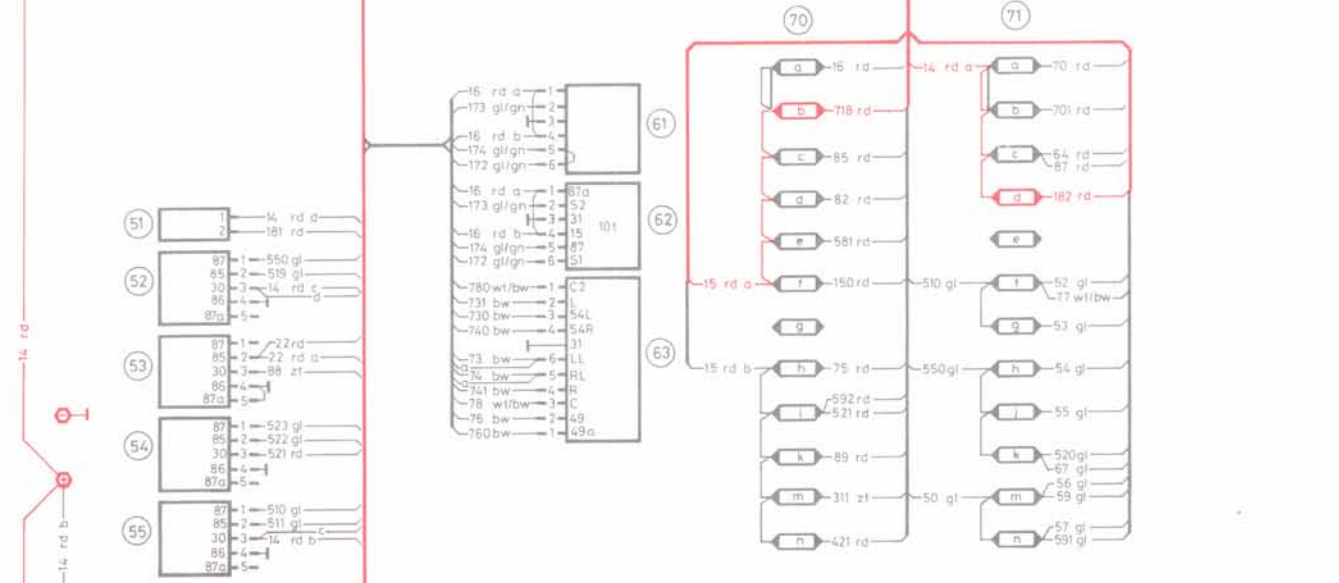 14 rd
14 rd b
51
1 14 rd d
2 181 rd
52
87 1 550 gl
85 2 519 gl
30 3 14 rd c
86 4 d
87a 5
53
87 1 22 rd
85 2 22 rd a
30 3 88 zt
86 4
87a 5
54
87 1 523 gl
85 2 522 gl
30 3 521 rd
86 4
87a 5
55
87 1 510 gl
85 2 511 gl c
30 3 14 rd b
86 4
87a 5
61
16 rd a 1
173 gl/gn 2
3
16 rd b 4
174 gl/gn 5
172 gl/gn 6
62
101
16 rd a 1 87a
173 gl/gn 2 S2
3 31
16 rd b 4 15
174 gl/gn 5 87
172 gl/gn 6 S1
63
780 wt/bw 1 C2
731 bw 2 L
730 bw 3 54L
740 bw 4 54R
31
73 bw 6 LL
a
74 bw 5 RL
a
741 bw 4 R
78 wt/bw 3 C
76 bw 2 49
760 bw 1 49a
70
a 16 rd
b 718 rd
c 85 rd
d 82 rd
e 581 rd
15 rd a f 150 rd
g
15 rd b h 75 rd
592 rd
j 521 rd
k 89 rd
m 311 zt
n 421 rd
71
14 rd a a 70 rd
b 701 rd
c 64 rd
87 rd
d 182 rd
e
510 gl f 52 gl
77 wt/bw
g 53 gl
550 gl h 54 gl
j 55 gl
k 520 gl
67 gl
56 gl
50 gl m 59 gl
57 gl
n 591 gl